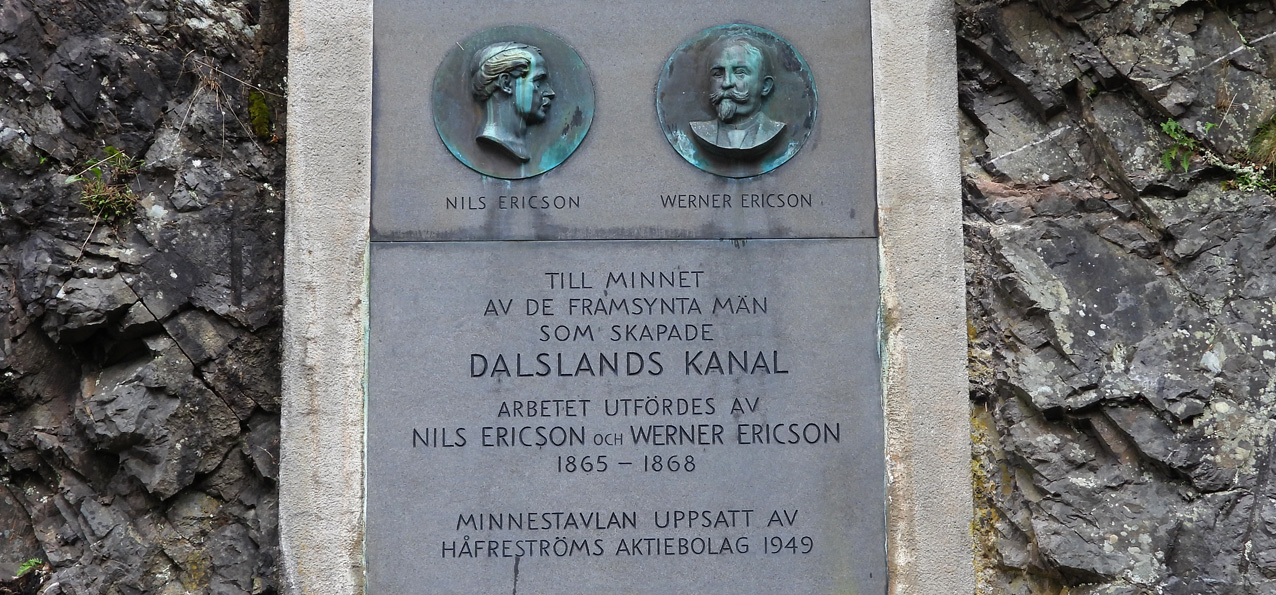 NILS ERICSON WERNER ERICSON
TILL MINNET
AV DE FRAMSYNTA MÄN
SOM SKAPADE
DALSLANDS KANAL
ARBETET UTFÖRDES AV
NILS ERICSON OCH WERNER ERICSON
1865 – 1868
MINNESTAVLAN UPPSATT AV
HÅFRESTRÖMS AKTIEBOLAG 1949